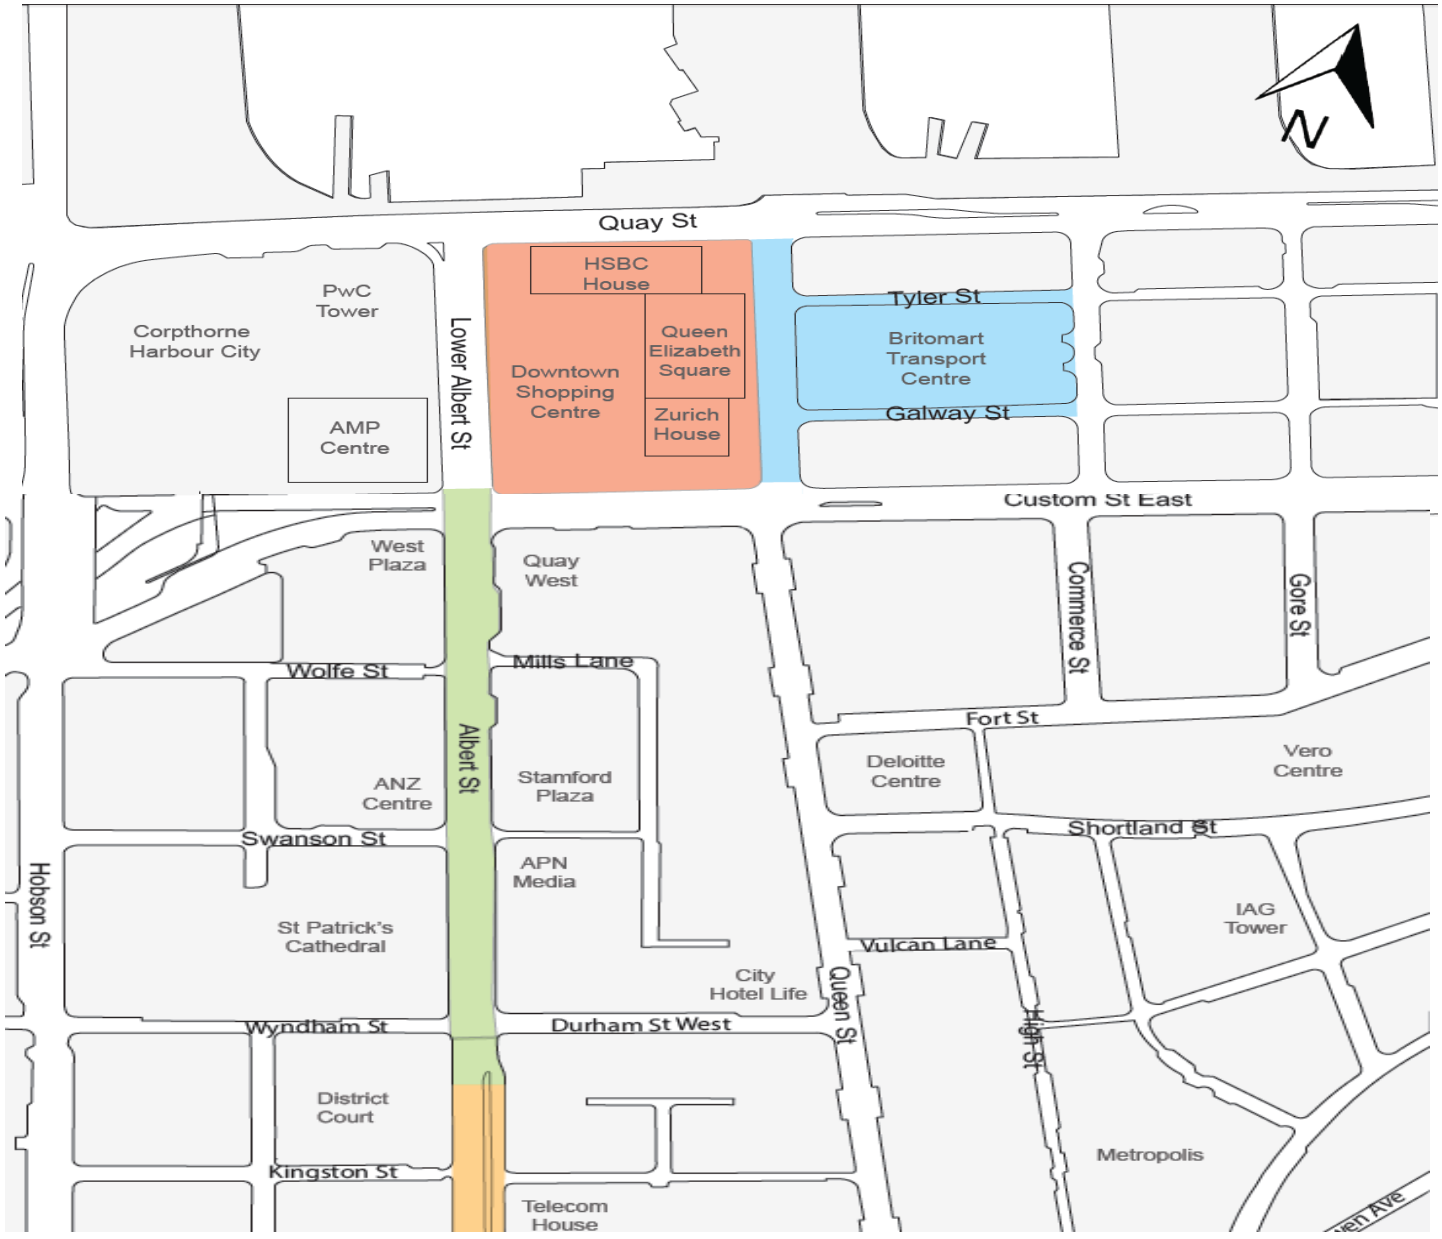 N
Quay St
HSBC
House
PwC
Tower
Corpthorne
Harbour City
Lower Albert St
Queen
Elizabeth
Square
Downtown
Shopping
Centre
Zurich
House
AMP
Centre
Tyler St
Britomart
Transport
Centre
Galway St
Custom St East
West
Plaza
Quay
West
Commerce St
Gore St
Wolfe St
Mills Lane
Albert St
Fort St
Deloitte
Centre
Vero
Centre
ANZ
Centre
Stamford
Plaza
Swanson St
Shortland St
Hobson St
APN
Media
St Patrick's
Cathedral
IAG
Tower
Vulcan Lane
City
Hotel Life
Queen St
High St
Wyndham St
Durham St West
District
Court
Kingston St
Metropolis
Telecom
House
ven Ave